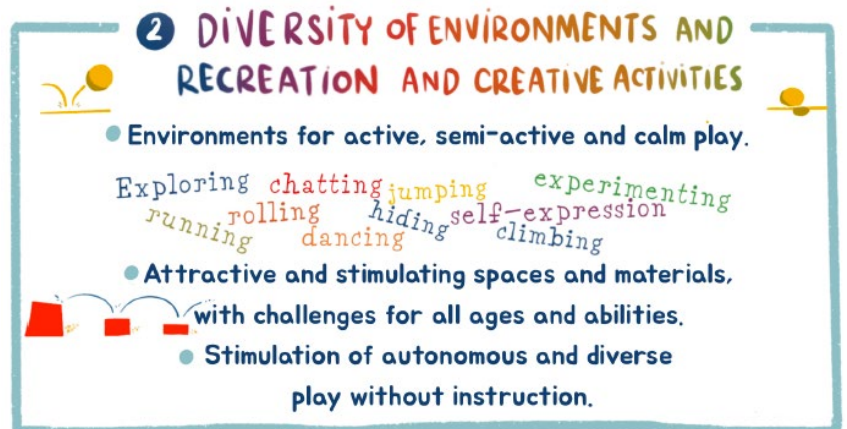 2 DIVERSITY OF ENVIRONMENTS AND
RECREATION AND CREATIVE ACTIVITIES
Environments for active, semi-active and calm play.
Exploring chatting jumping experimenting
running rolling hiding self-expression
dancing climbing
Attractive and stimulating spaces and materials,
with challenges for all ages and abilities.
Stimulation of autonomous and diverse
play without instruction.